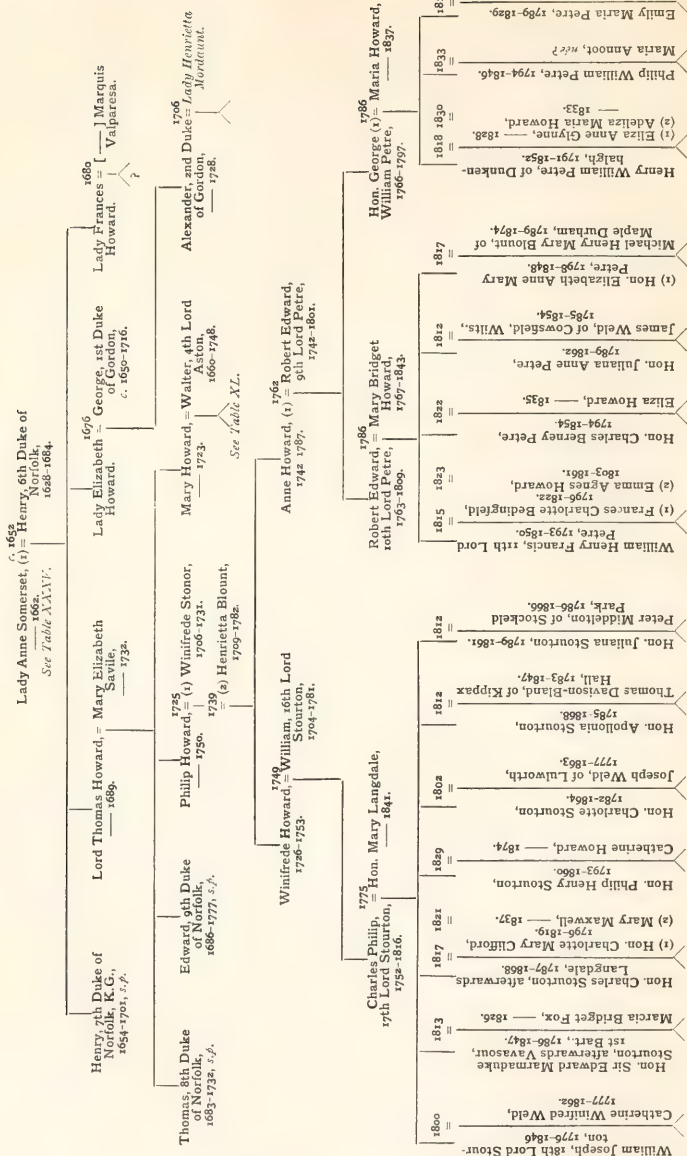 c. 1652
Lady Anne Somerset, (1) = Henry, 6th Duke of
—— 1662. Norfolk,
See Table XXXV. 1628-1684.
Henry, 7th Duke of
Norfolk, K.G.,
1654-1701, s.p.
Lord Thomas Howard, = Mary Elizabeth
—— 1689. Savile,
—— 1732.
1676
Lady Elizabeth = George, 1st Duke
Howard. of Gordon,
c. 1650-1716.
1680
Lady Frances = [ —— ] Marquis
Howard. Valparesa.
?
Thomas, 8th Duke
of Norfolk,
1683-1732, s.p.
Edward, 9th Duke
of Norfolk,
1686-1777, s.p.
1725
Philip Howard, = (1) Winifrede Stonor,
—— 1750. 1706-1731.
1739
= (2) Henrietta Blount,
1709-1782.
Mary Howard, = Walter, 4th Lord
—— 1723. Aston,
1660-1748.
See Table XL.
1706
Alexander, 2nd Duke = Lady Henrietta
of Gordon, Mordaunt.
—— 1728.
1749
Winifrede Howard, = William, 16th Lord
1726-1753. Stourton,
1704-1781.
1762
Anne Howard, (1) = Robert Edward,
1742 1787. 9th Lord Petre,
1742-1801.
1775
Charles Philip, = Hon. Mary Langdale,
17th Lord Stourton, —— 1841.
1752-1816.
1786
Robert Edward, = Mary Bridget
10th Lord Petre, Howard,
1763-1809. 1767-1843.
1786
Hon. George (1) = Maria Howard,
William Petre, —— 1837.
1766-1797.
William Joseph, 18th Lord Stour-
ton, 1776-1846
1800
=
Catherine Winifred Weld,
1777-1862.
Hon. Sir Edward Marmaduke
Stourton, afterwards Vavasour,
1st Bart., 1786-1847.
1813
=
Marcia Bridget Fox, —— 1826.
Hon. Charles Stourton, afterwards
Langdale, 1787-1868.
1817 1821
=
(1) Hon. Charlotte Mary Clifford,
1796-1819.
(2) Mary Maxwell, —— 1837.
Hon. Philip Henry Stourton,
1793-1860.
1829
=
Catherine Howard, —— 1874.
Hon. Charlotte Stourton,
1782-1864.
1802
=
Joseph Weld, of Lulworth,
1777-1863.
Hon. Apollonia Stourton,
1785-1868.
1812
=
Thomas Davison-Bland, of Kippax
Hall, 1783-1847.
Hon. Juliana Stourton, 1789-1861.
1812
=
Peter Middelton, of Stockeld
Park, 1786-1866.
William Henry Francis, 11th Lord
Petre, 1793-1850.
1815 1823
=
(1) Frances Charlotte Bedingfeld,
1796-1822.
(2) Emma Agnes Howard,
1803-1861.
Hon. Charles Berney Petre,
1794-1854.
1822
=
Eliza Howard, —— 1835.
Hon. Juliana Anne Petre,
1789-1862.
1812
=
James Weld, of Cowsfield, Wilts.,
1785-1854.
(1) Hon. Elizabeth Anne Mary
Petre, 1798-1848.
1817
=
Michael Henry Mary Blount, of
Maple Durham, 1789-1874.
Henry William Petre, of Dunken-
halgh, 1791-1852.
1818 1830
=
(1) Eliza Anne Glynne, —— 1828.
(2) Adeliza Maria Howard,
—— 1833.
Philip William Petre, 1794-1846.
1833
=
Maria Annoot, née ?
Emily Maria Petre, 1789-1829.